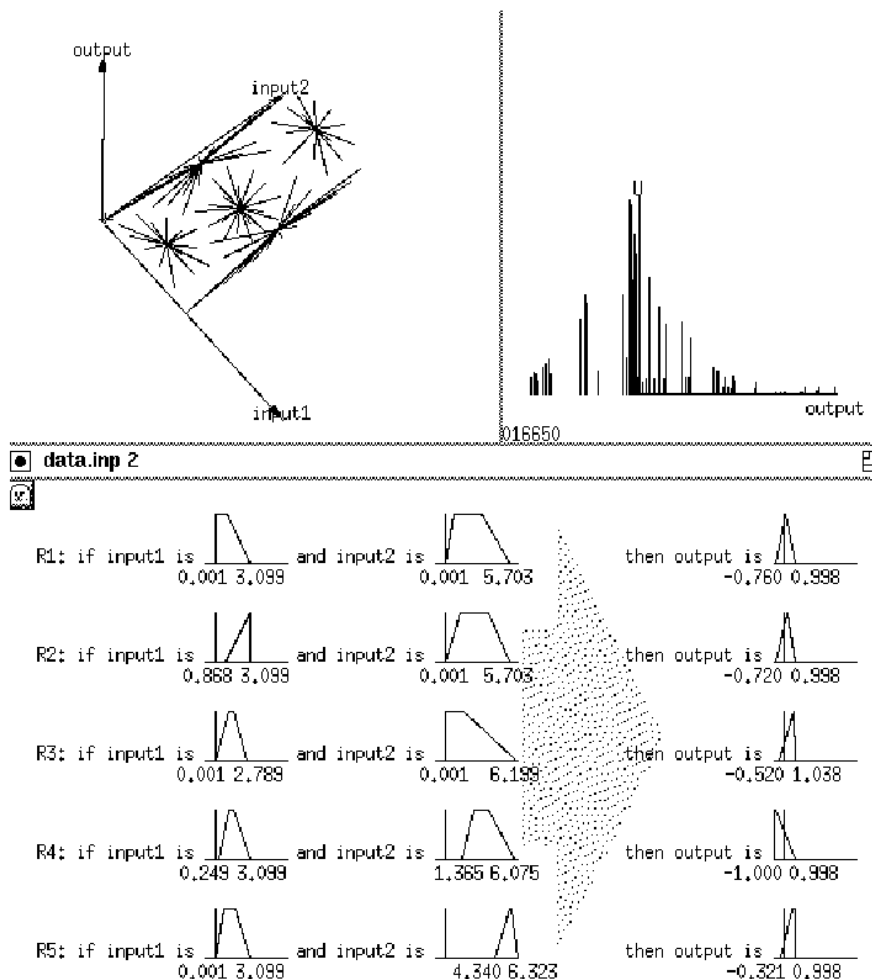 output
input2
input1
output
016650
data.inp 2
R1: if input1 is and input2 is then output is
0.001 3.099 0.001 5.703 -0.760 0.998
R2: if input1 is and input2 is then output is
0.868 3.099 0.001 5.703 -0.720 0.998
R3: if input1 is and input2 is then output is
0.001 2.789 0.001 6.199 -0.520 1.038
R4: if input1 is and input2 is then output is
0.249 3.099 1.365 6.075 -1.000 0.998
R5: if input1 is and input2 is then output is
0.001 3.099 4.340 6.323 -0.321 0.998